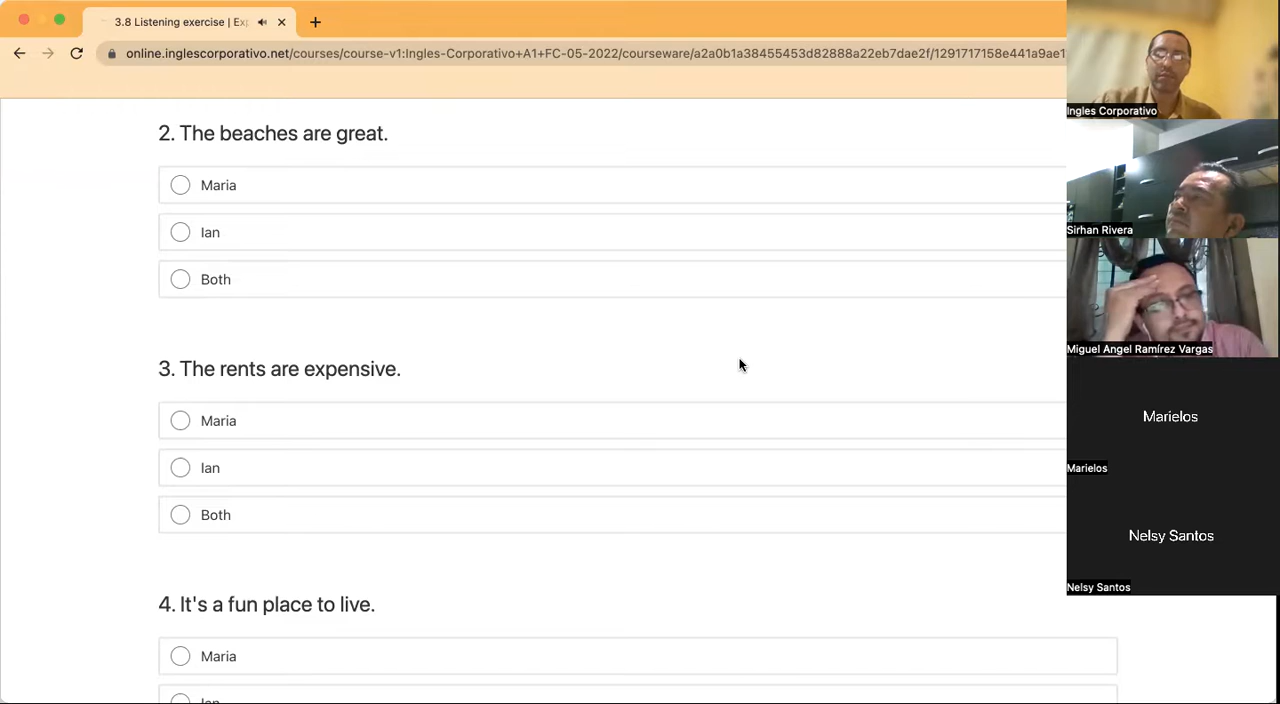 3.8 Listening exercise | Exp
online.inglescorporativo.net/courses/course-v1:Ingles-Corporativo+A1+FC-05-2022/courseware/a2a0b1a38455453d82888a22eb7dae2f/1291717158e441a9ae1
2. The beaches are great.
Maria
Ian
Both
3. The rents are expensive.
Maria
Ian
Both
4. It's a fun place to live.
Maria
Ian
Ingles Corporativo
Sirhan Rivera
Miguel Angel Ramírez Vargas
Marielos
Marielos
Nelsy Santos
Nelsy Santos